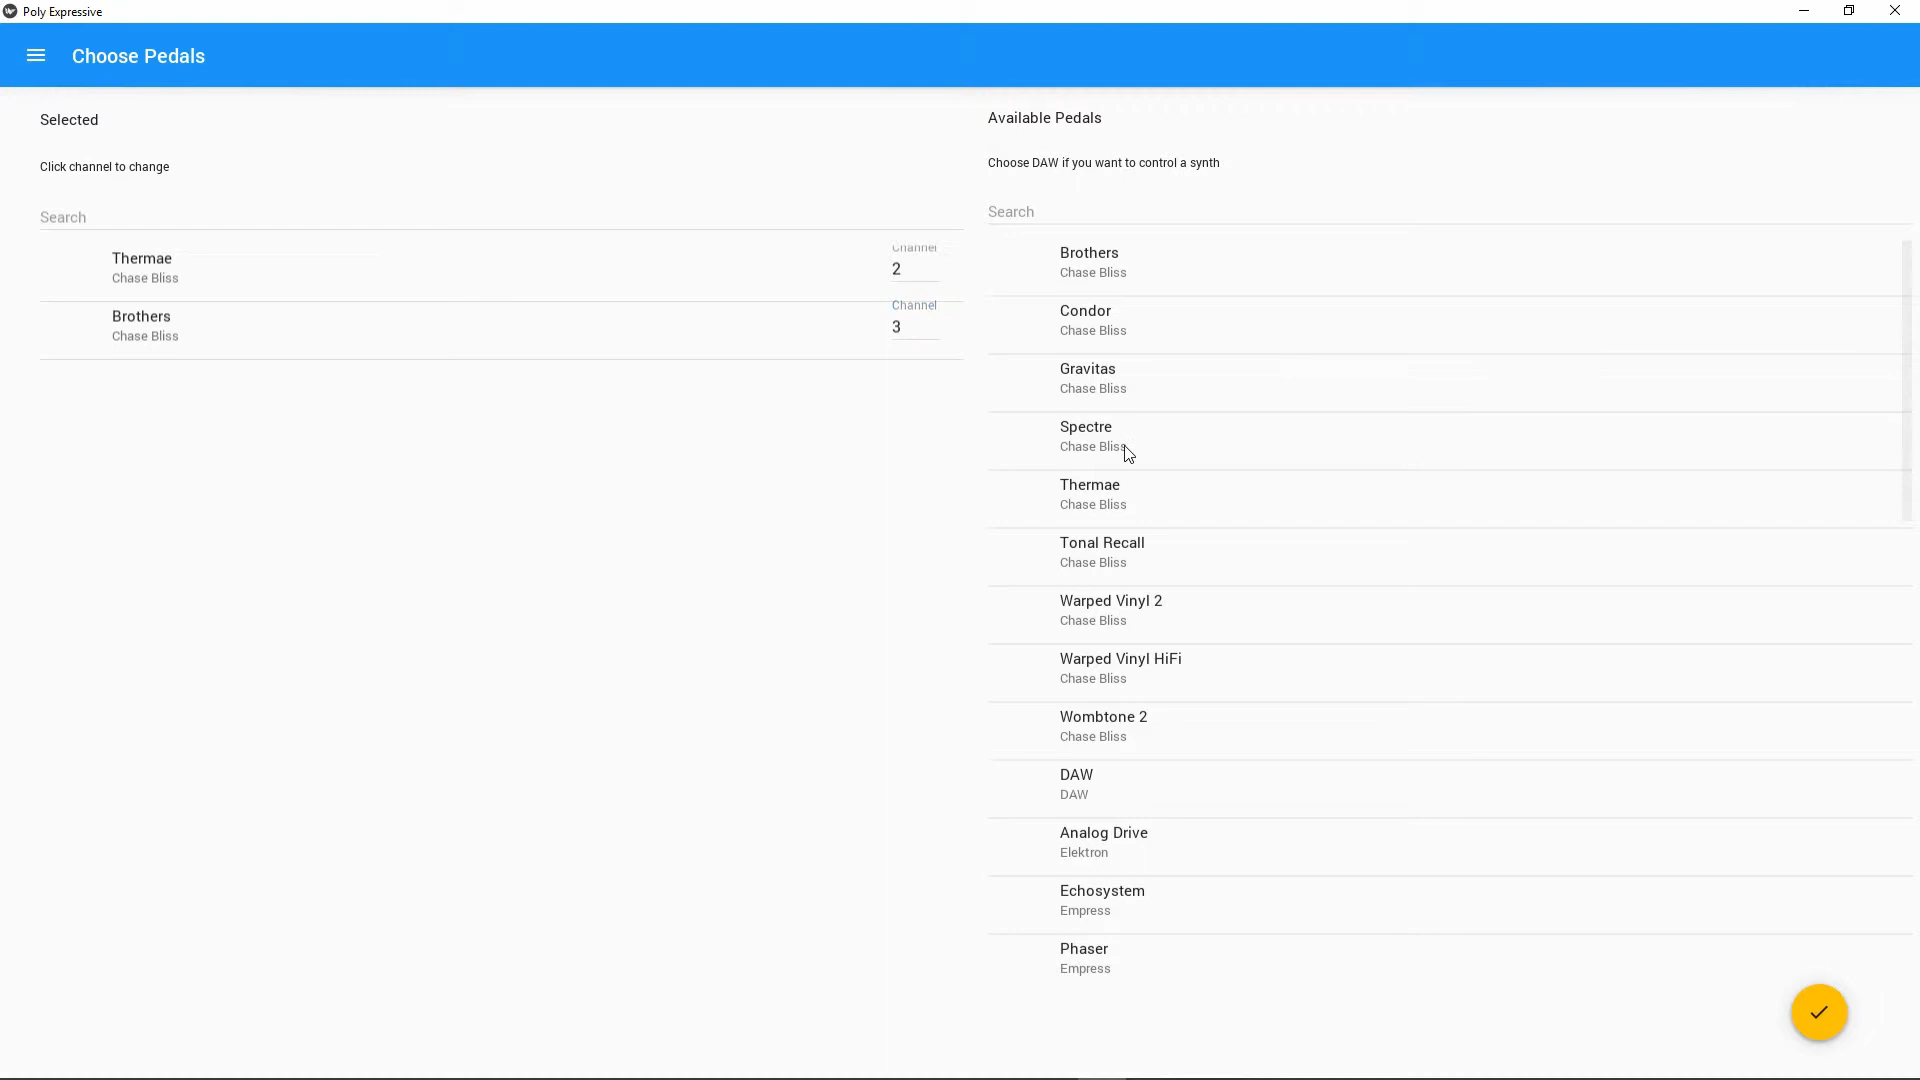 Poly Expressive
Choose Pedals
Selected
Click channel to change
Search
Thermae
Chase Bliss
Channel
2
Brothers
Chase Bliss
Channel
3
Available Pedals
Choose DAW if you want to control a synth
Search
Brothers
Chase Bliss
Condor
Chase Bliss
Gravitas
Chase Bliss
Spectre
Chase Bliss
Thermae
Chase Bliss
Tonal Recall
Chase Bliss
Warped Vinyl 2
Chase Bliss
Warped Vinyl HiFi
Chase Bliss
Wombtone 2
Chase Bliss
DAW
DAW
Analog Drive
Elektron
Echosystem
Empress
Phaser
Empress